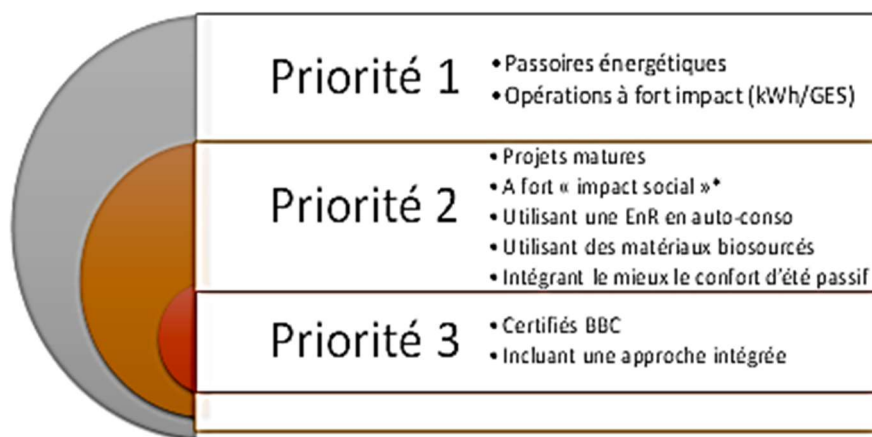 Priorité 1
• Passoires énergétiques
• Opérations à fort impact (kWh/GES)
Priorité 2
• Projets matures
• A fort « impact social »*
• Utilisant une EnR en auto-conso
• Utilisant des matériaux biosourcés
• Intégrant le mieux le confort d'été passif
Priorité 3
• Certifiés BBC
• Incluant une approche intégrée